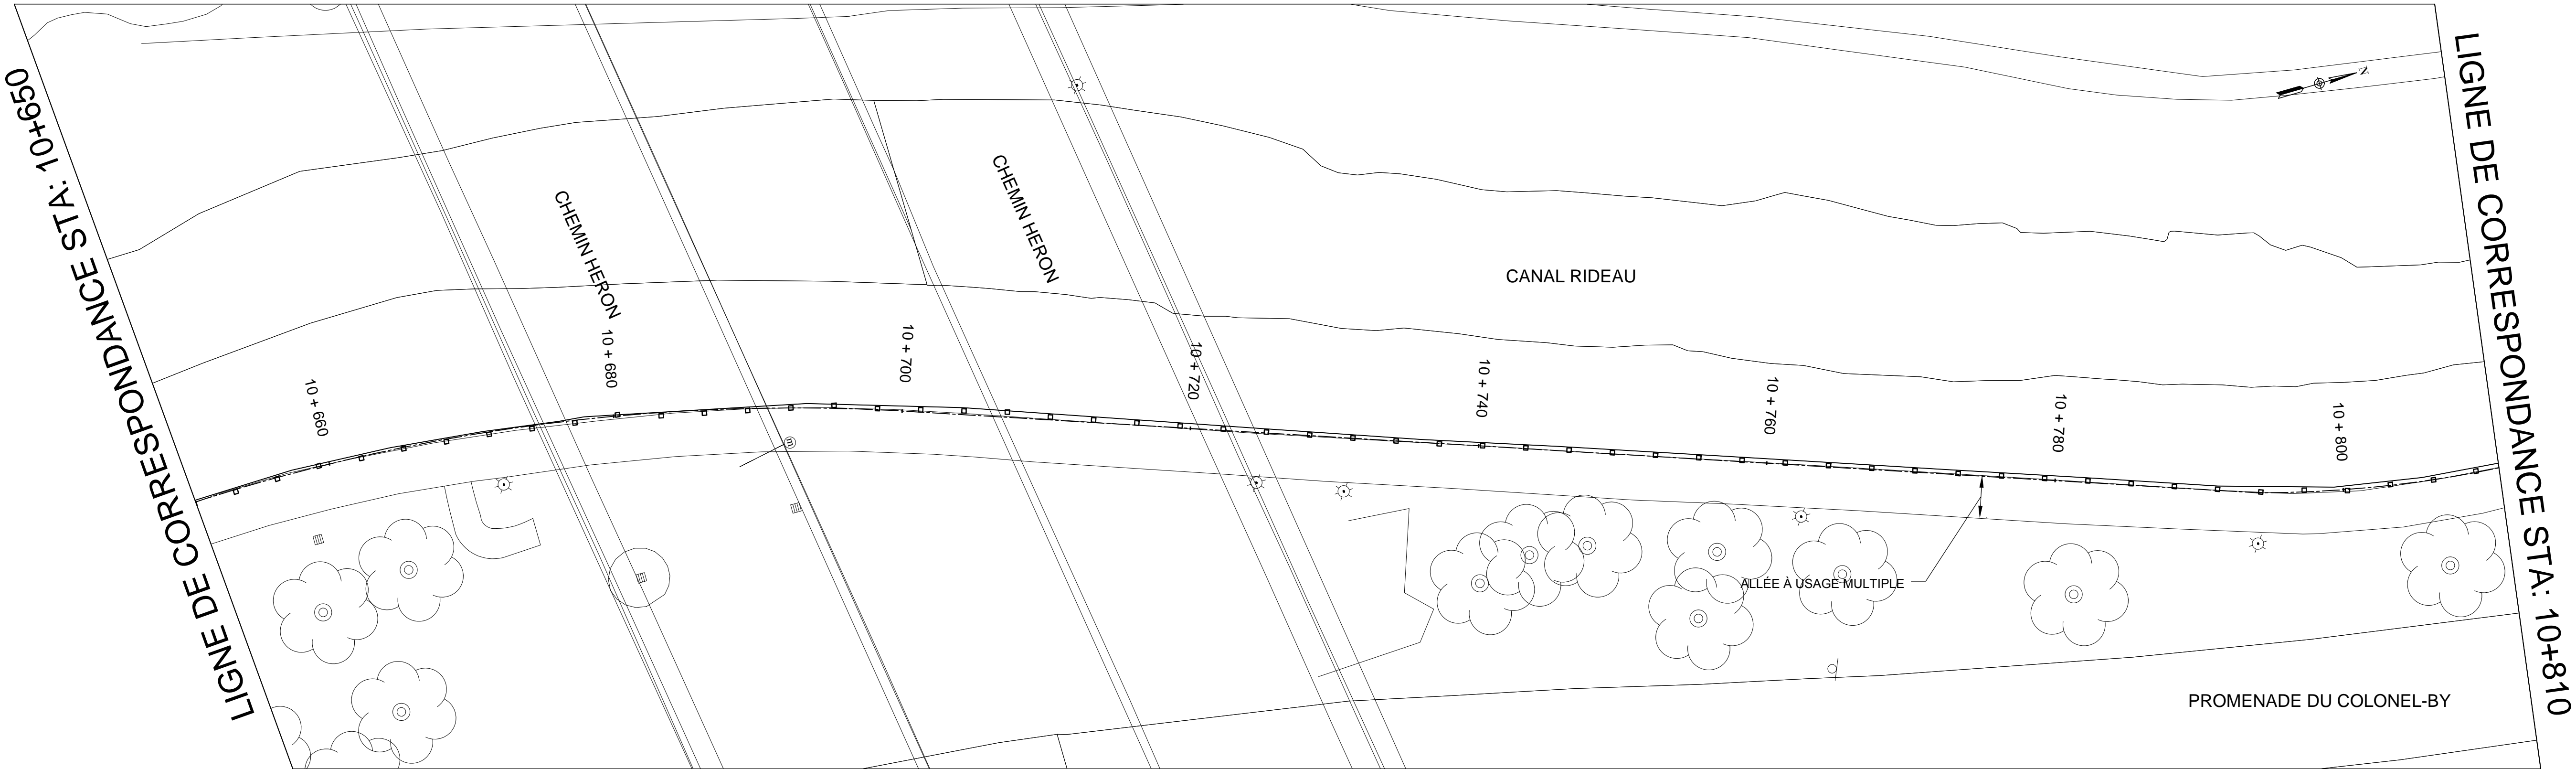 LIGNE DE CORRESPONDANCE STA: 10+650
CHEMIN HERON
CHEMIN HERON
CANAL RIDEAU
N
10 + 660
10 + 680
10 + 700
10 + 720
10 + 740
10 + 760
10 + 780
10 + 800
m
ALLÉE À USAGE MULTIPLE
PROMENADE DU COLONEL-BY
LIGNE DE CORRESPONDANCE STA: 10+810